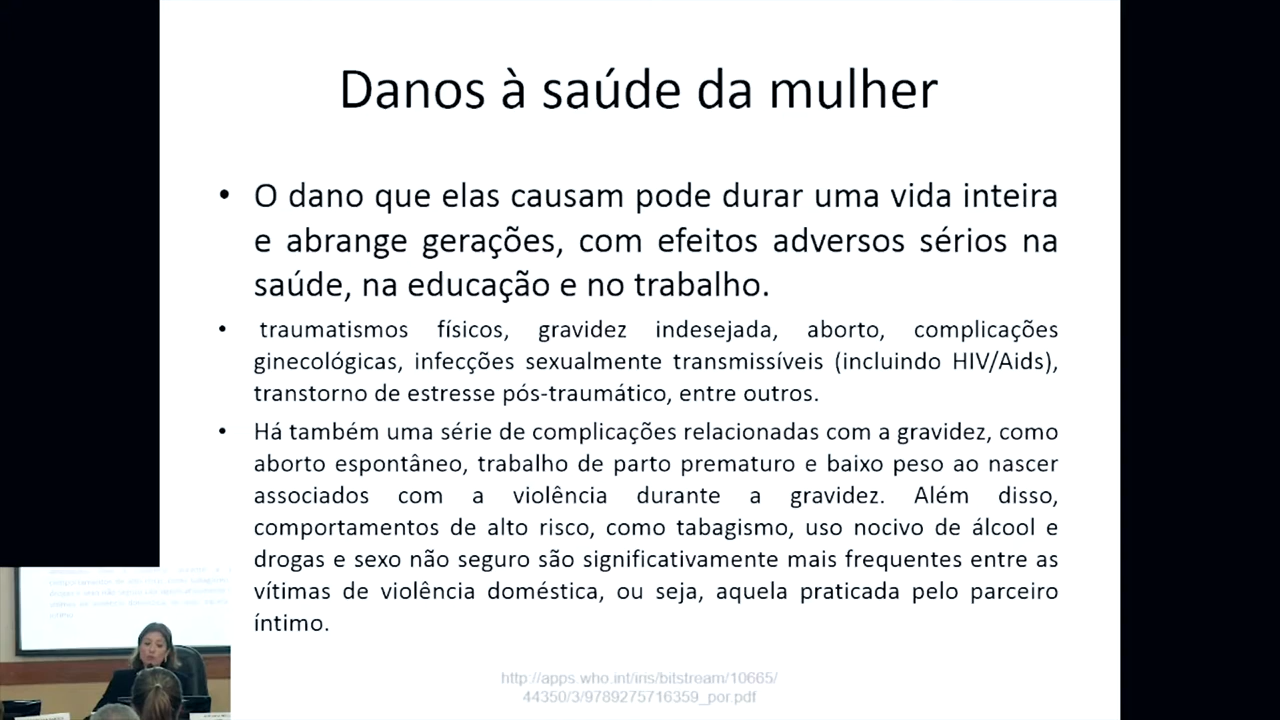 Danos à saúde da mulher
• O dano que elas causam pode durar uma vida inteira
e abrange gerações, com efeitos adversos sérios na
saúde, na educação e no trabalho.
• traumatismos físicos, gravidez indesejada, aborto, complicações
ginecológicas, infecções sexualmente transmissíveis (incluindo HIV/Aids),
transtorno de estresse pós-traumático, entre outros.
• Há também uma série de complicações relacionadas com a gravidez, como
aborto espontâneo, trabalho de parto prematuro e baixo peso ao nascer
associados com a violência durante a gravidez. Além disso,
comportamentos de alto risco, como tabagismo, uso nocivo de álcool e
drogas e sexo não seguro são significativamente mais frequentes entre as
vítimas de violência doméstica, ou seja, aquela praticada pelo parceiro
íntimo.
http://apps.who.int/iris/bitstream/10665/
44350/3/9789275716359_por.pdf